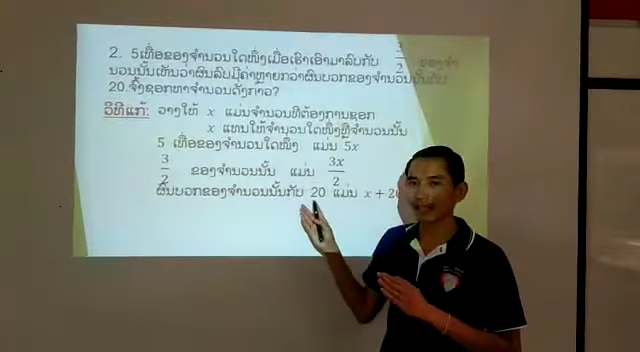 2. 5ເທື່ອຂອງຈຳນວນໃດໜຶ່ງເມື່ອເຮົາເອົາມາລົບກັບ 3/2 ຂອງຈຳ
ນວນນັ້ນເຫັນວ່າຜົນລົບມີຄ່າຫຼາຍກວ່າຜົນບວກຂອງຈຳນວນນັ້ນກັບ
20.ຈົ່ງຊອກຫາຈຳນວນດັ່ງກ່າວ?
ວິທີແກ້: ວາງໃຫ້ x ແມ່ນຈຳນວນທີ່ຕ້ອງການຊອກ
x ແທນໃຫ້ຈຳນວນໃດໜຶ່ງຫຼືຈຳນວນນັ້ນ
5 ເທື່ອຂອງຈຳນວນໃດໜຶ່ງ ແມ່ນ 5x
3/2 ຂອງຈຳນວນນັ້ນ ແມ່ນ 3x/2
ຜົນບວກຂອງຈຳນວນນັ້ນກັບ 20 ແມ່ນ x + 20